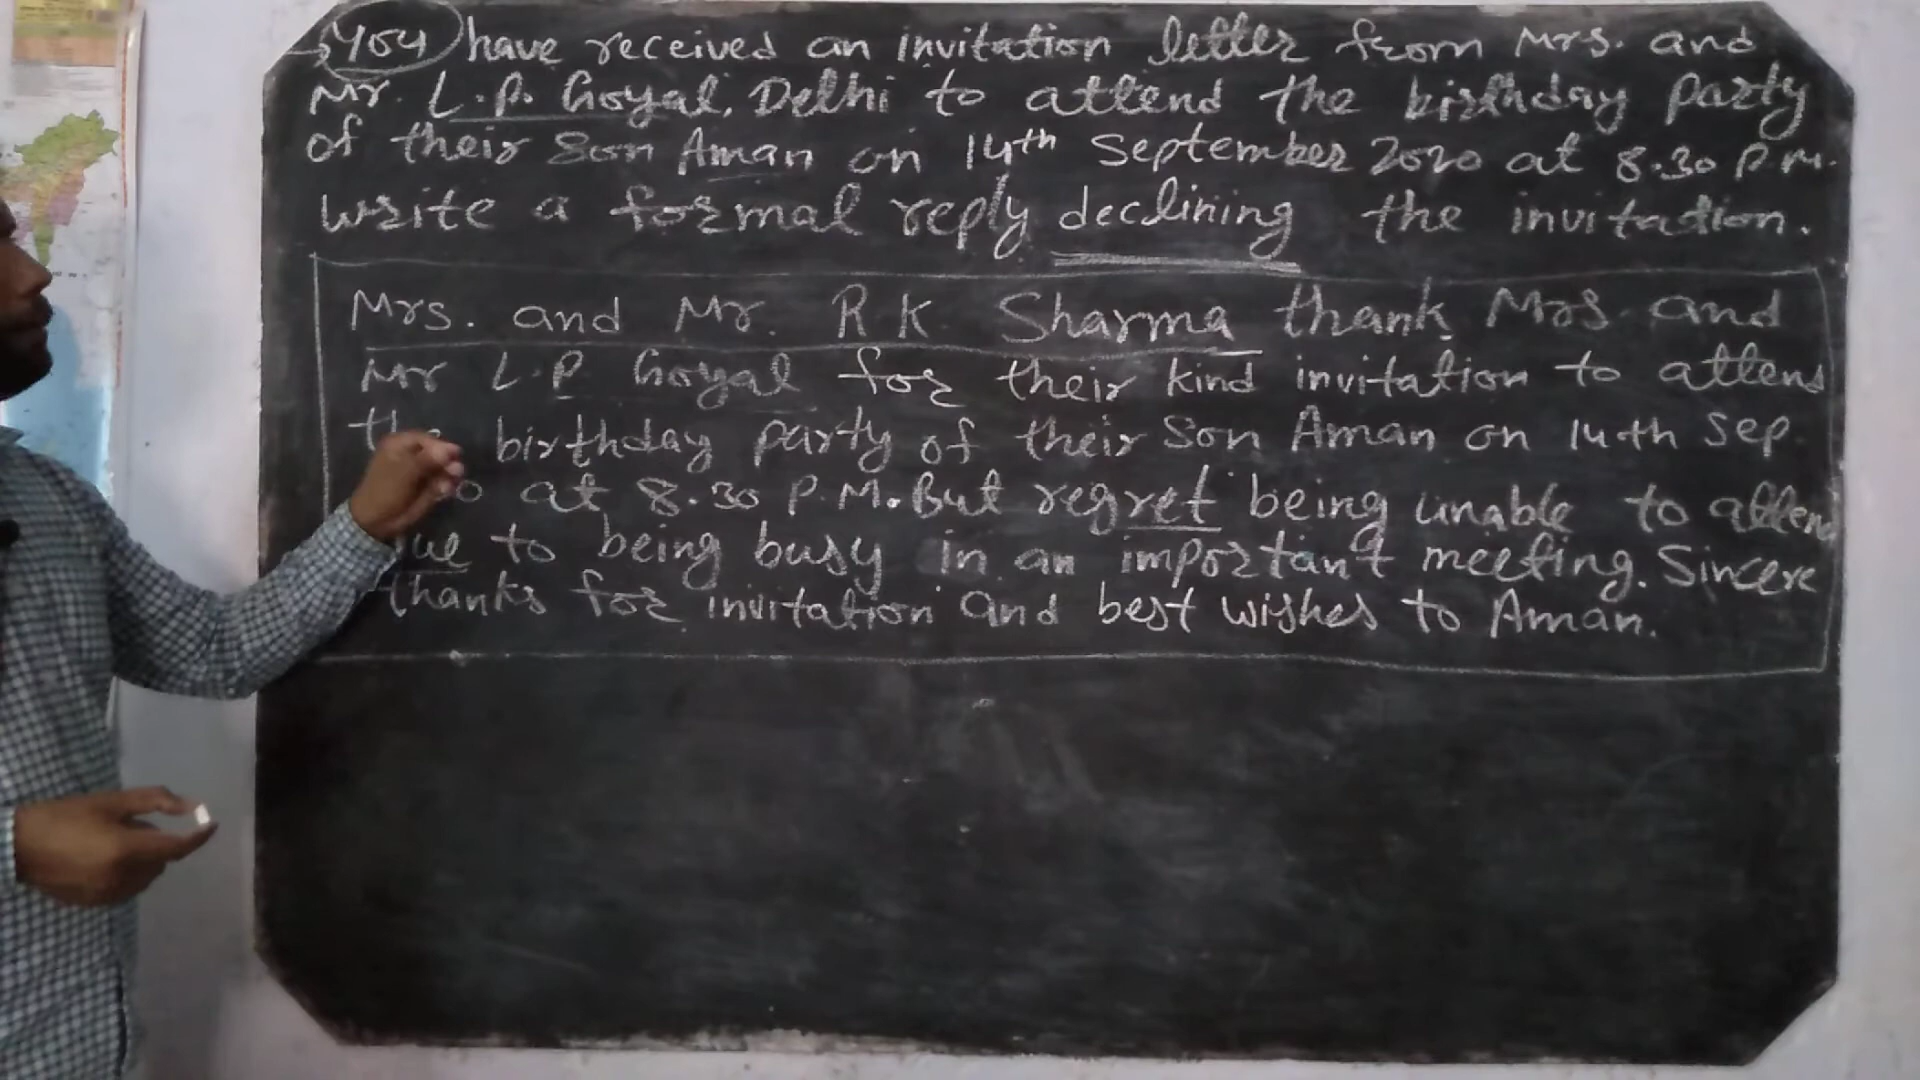 You have received an invitation letter from Mrs. and
Mr. L.P. Goyal, Delhi to attend the birthday party
of their son Aman on 14th September 2020 at 8.30 P.M.
write a formal reply declining the invitation.
Mrs. and Mr. R K Sharma thank Mrs and
Mr L.P Goyal for their kind invitation to attend
the birthday party of their Son Aman on 14th Sep.
at 8.30 P.M. But regret being unable to attend
due to being busy in an important meeting. Sincere
thanks for invitation and best wishes to Aman.